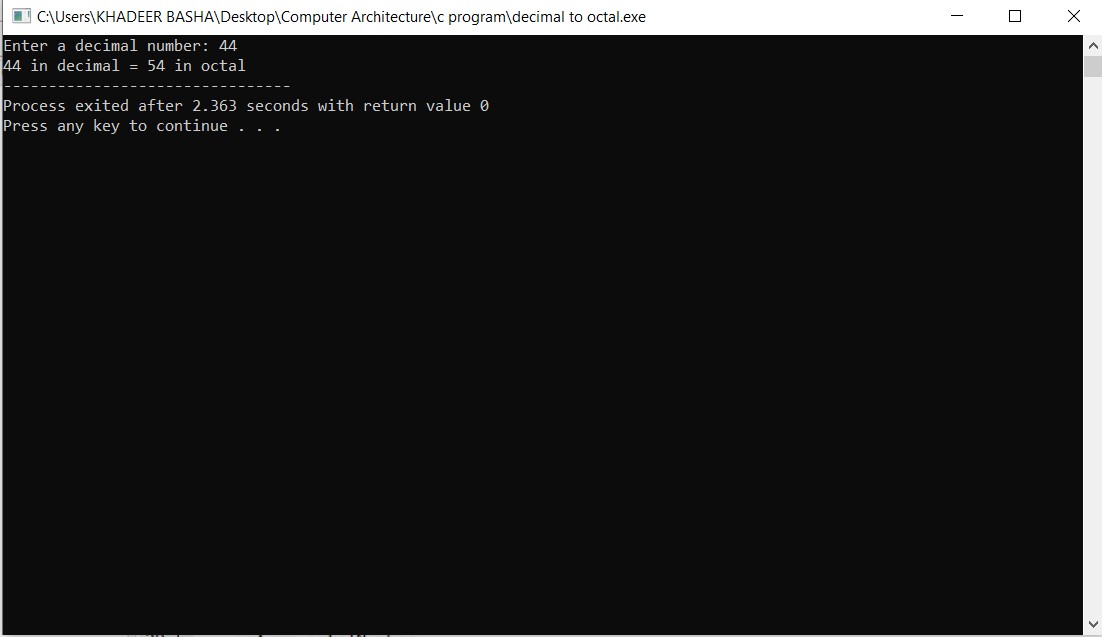 C:\Users\KHADEER BASHA\Desktop\Computer Architecture\c program\decimal to octal.exe
Enter a decimal number: 44
44 in decimal = 54 in octal
--------------------------------
Process exited after 2.363 seconds with return value 0
Press any key to continue . . .